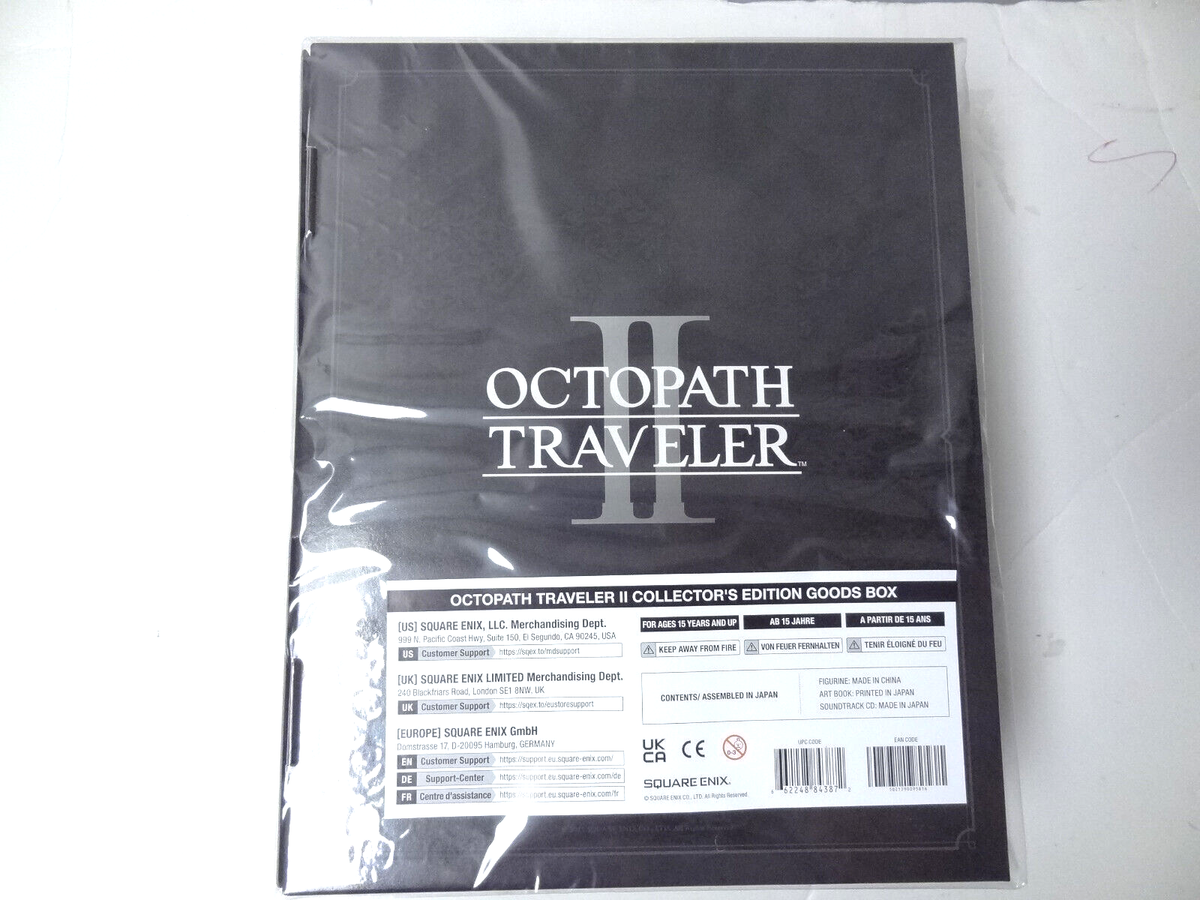 II
OCTOPATH
TRAVELER™
OCTOPATH TRAVELER II COLLECTOR'S EDITION GOODS BOX
[US] SQUARE ENIX, LLC. Merchandising Dept.
999 N. Pacific Coast Hwy, Suite 150, El Segundo, CA 90245, USA
US Customer Support https://sqex.to/mdsupport
[UK] SQUARE ENIX LIMITED Merchandising Dept.
240 Blackfriars Road, London SE1 8NW, UK
UK Customer Support https://sqex.to/eustoresupport
[EUROPE] SQUARE ENIX GmbH
Domstrasse 17, D-20095 Hamburg, GERMANY
EN Customer Support https://support.eu.square-enix.com/
DE Support-Center https://support.eu.square-enix.com/de
FR Centre d'assistance https://support.eu.square-enix.com/fr
FOR AGES 15 YEARS AND UP AB 15 JAHRE A PARTIR DE 15 ANS
KEEP AWAY FROM FIRE VON FEUER FERNHALTEN TENIR ÉLOIGNÉ DU FEU
CONTENTS/ ASSEMBLED IN JAPAN
FIGURINE: MADE IN CHINA
ART BOOK: PRINTED IN JAPAN
SOUNDTRACK CD: MADE IN JAPAN
UK CA CE 0-3
SQUARE ENIX.
© SQUARE ENIX CO., LTD. All Rights Reserved.
UPC CODE
62248 84387 2
EAN CODE